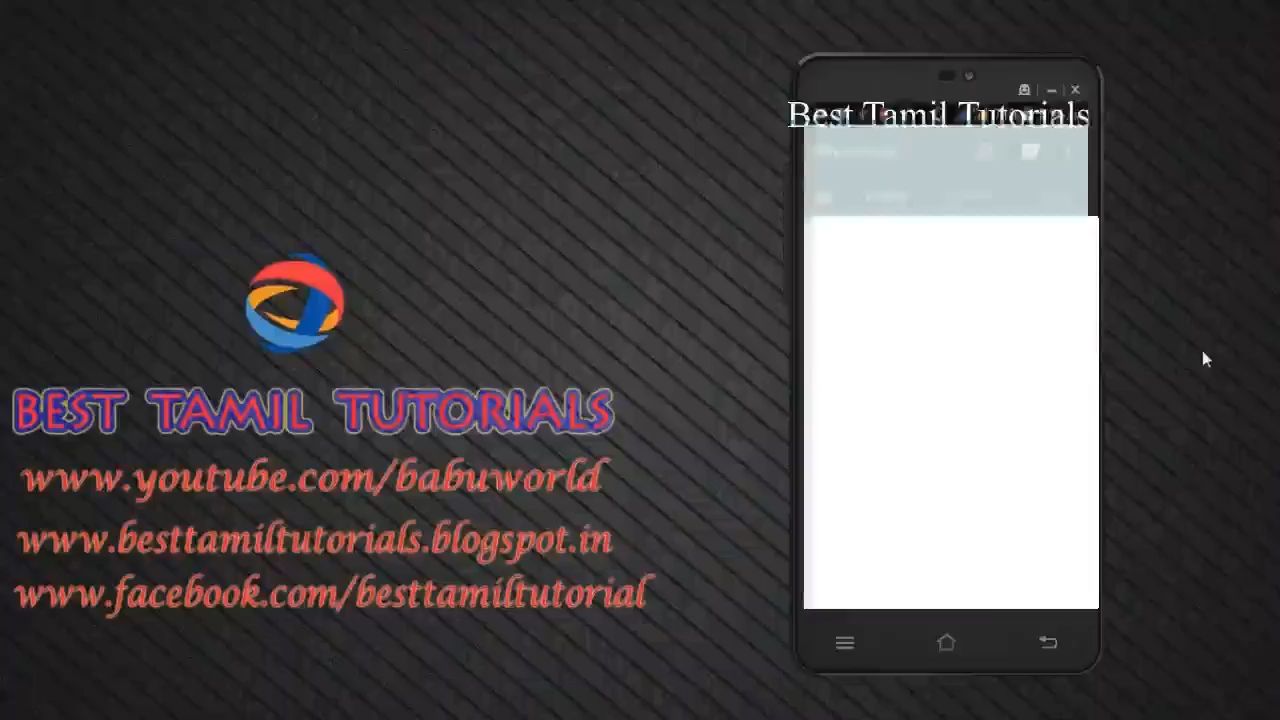 Best Tamil Tutorials
BEST TAMIL TUTORIALS
www.youtube.com/babuworld
www.besttamiltutorials.blogspot.in
www.facebook.com/besttamiltutorial